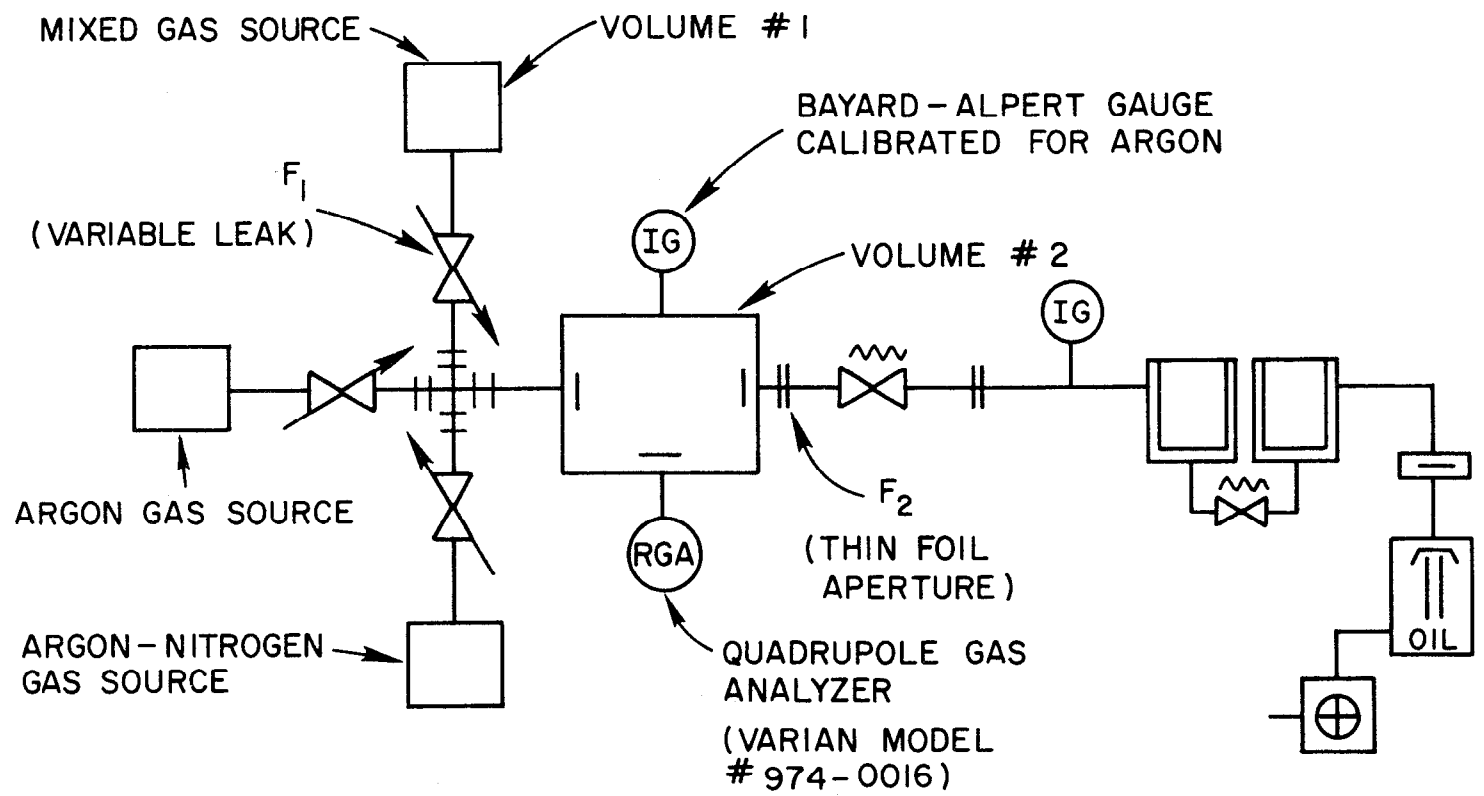 MIXED GAS SOURCE
VOLUME #1
BAYARD-ALPERT GAUGE
CALIBRATED FOR ARGON
F1
(VARIABLE LEAK)
IG
VOLUME #2
IG
ARGON GAS SOURCE
F2
(THIN FOIL
APERTURE)
RGA
ARGON-NITROGEN
GAS SOURCE
QUADRUPOLE GAS
ANALYZER
(VARIAN MODEL
#974-0016)
OIL